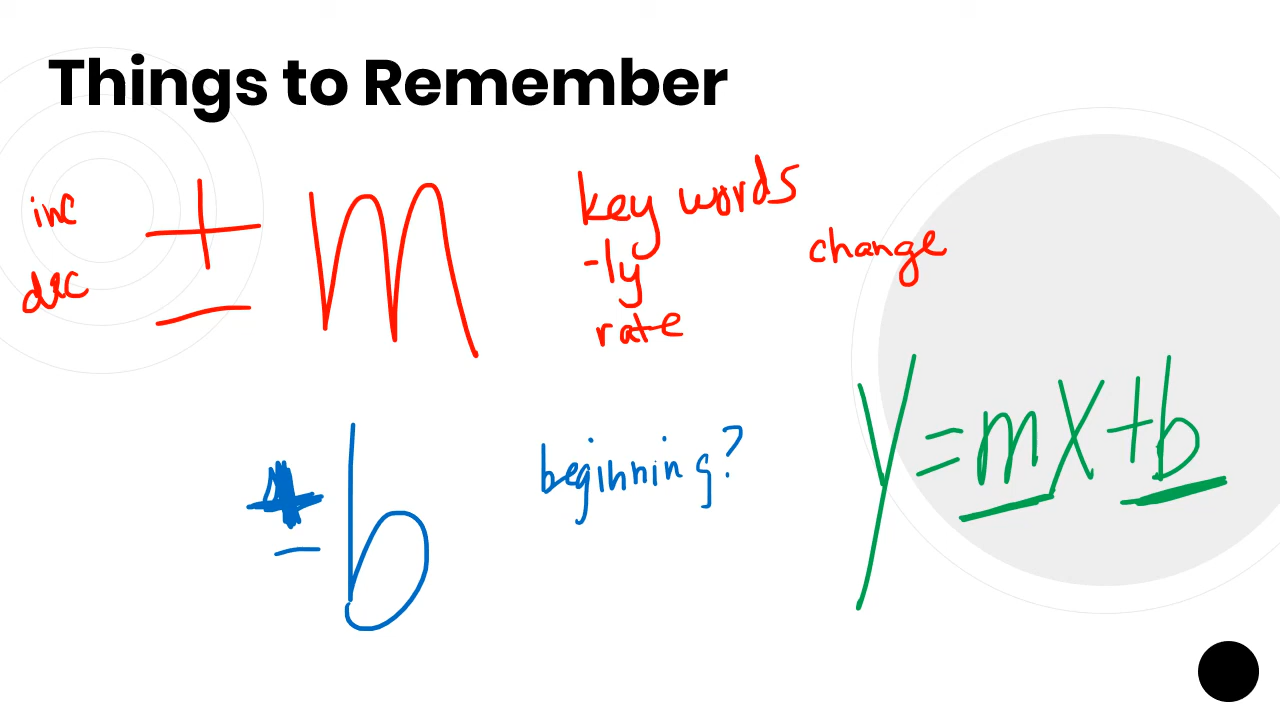 Things to Remember
inc + m key words
-ly change
dec - rate
+ b beginning?
-
y=mx+b